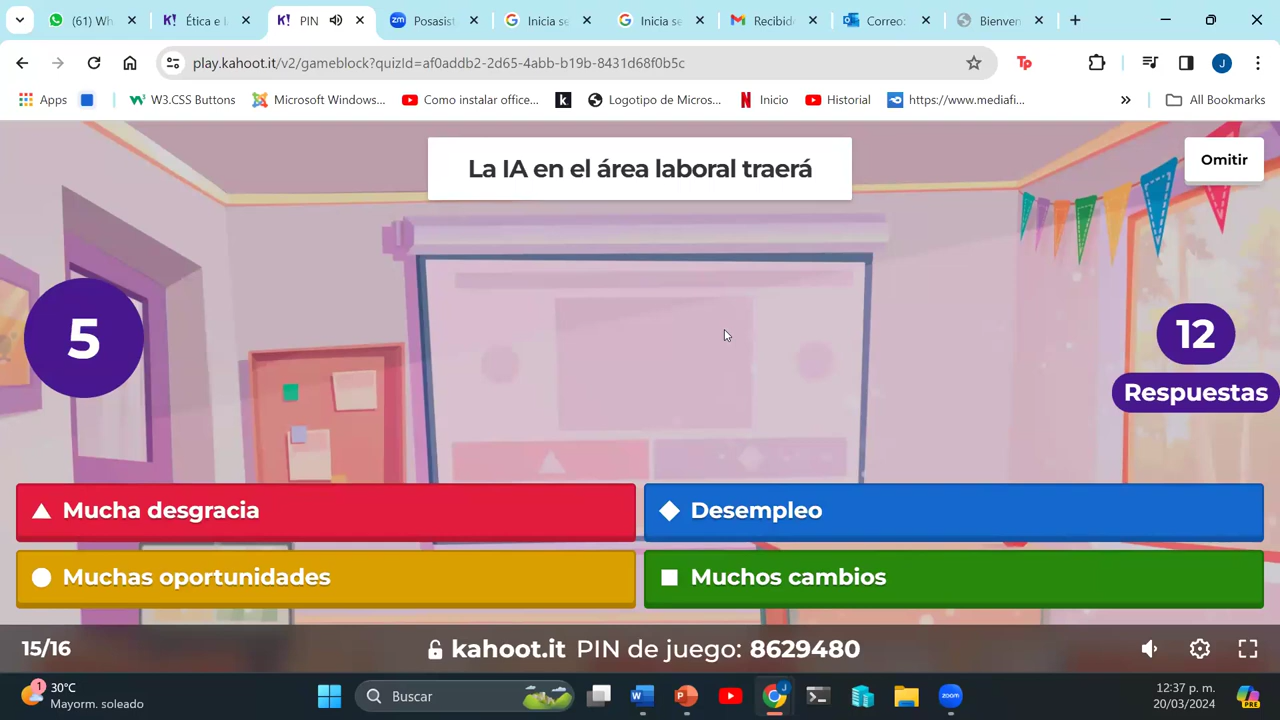 (61) Wh
Ética e l
PIN
Posasist
Inicia se
Inicia se
Recibid
Correo:
Bienven
play.kahoot.it/v2/gameblock?quizId=af0addb2-2d65-4abb-b19b-8431d68f0b5c
Tp
J
Apps
W3.CSS Buttons
Microsoft Windows...
Como instalar office...
Logotipo de Micros...
Inicio
Historial
https://www.mediafi...
All Bookmarks
La IA en el área laboral traerá
Omitir
5
12
Respuestas
Mucha desgracia
Desempleo
Muchas oportunidades
Muchos cambios
15/16
kahoot.it PIN de juego: 8629480
1
30°C
Mayorm. soleado
Buscar
12:37 p. m.
20/03/2024